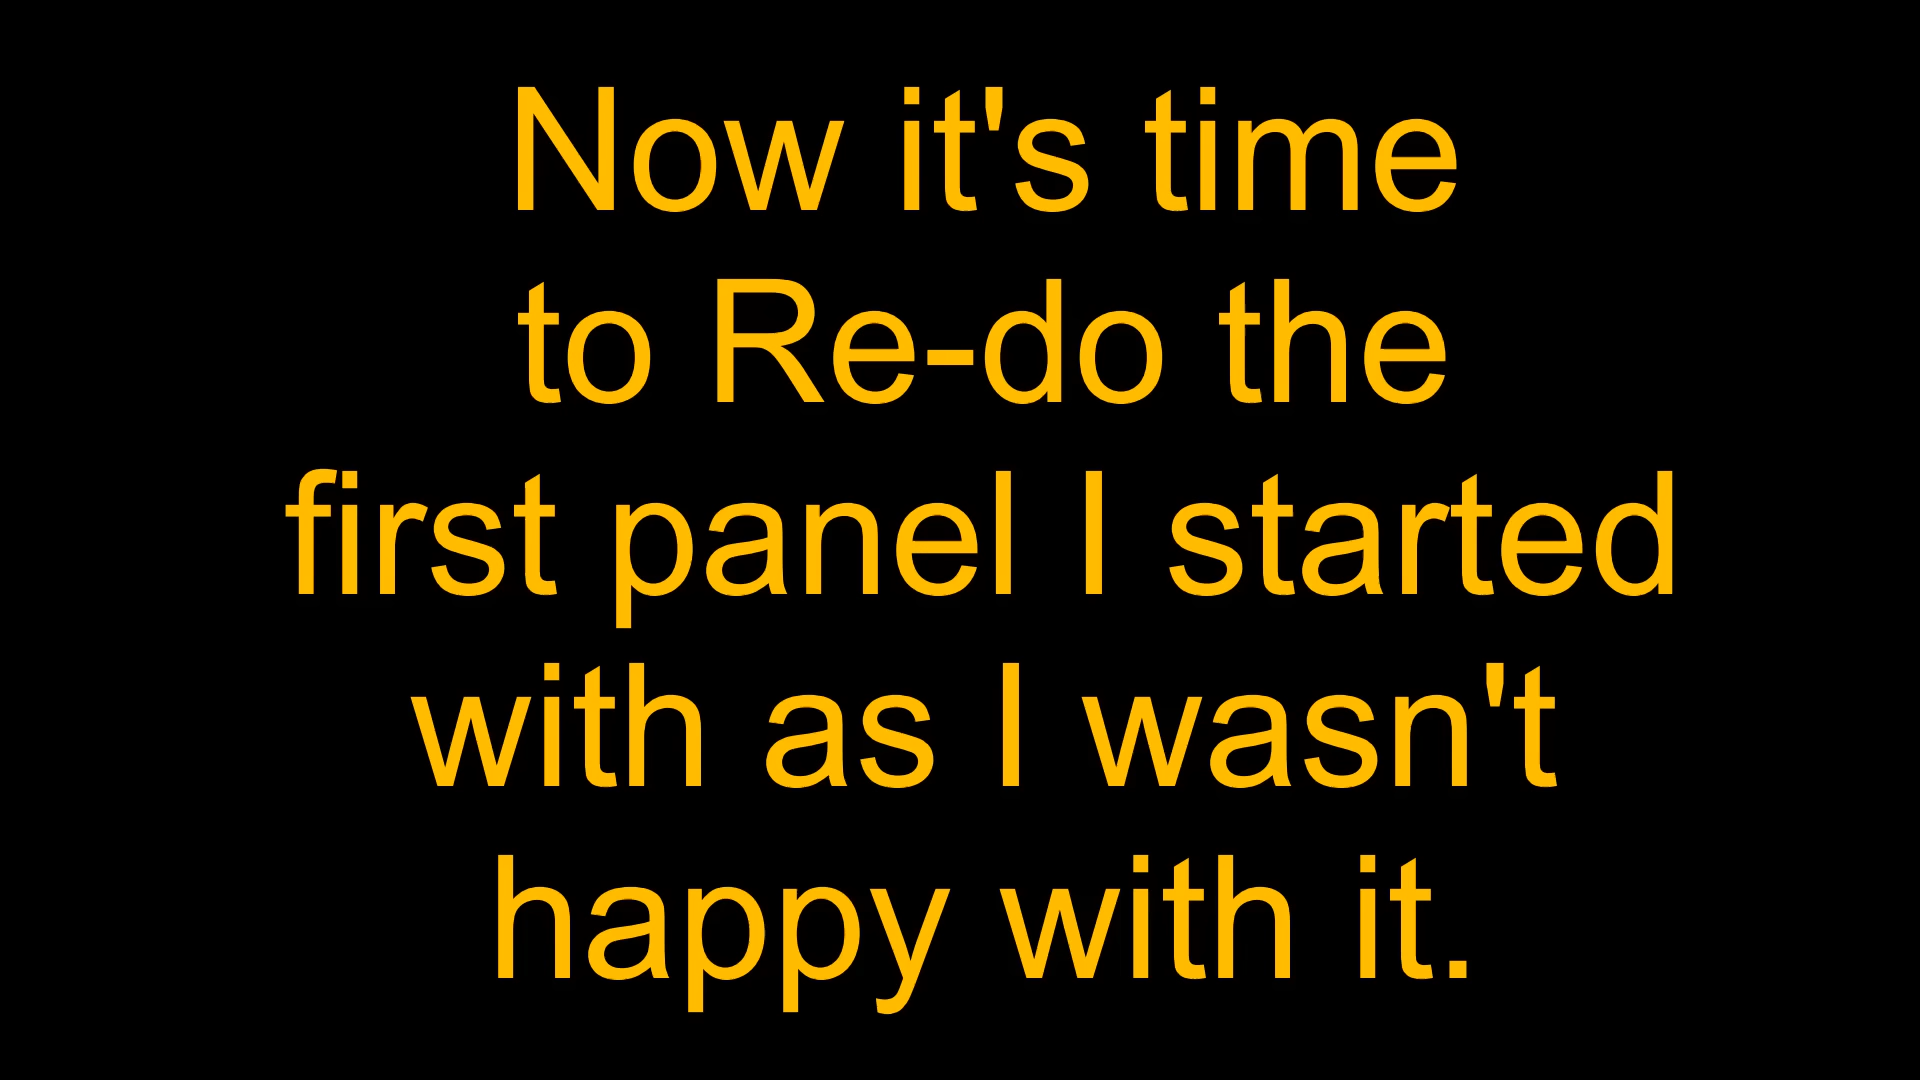 Now it's time
to Re-do the
first panel I started
with as I wasn't
happy with it.